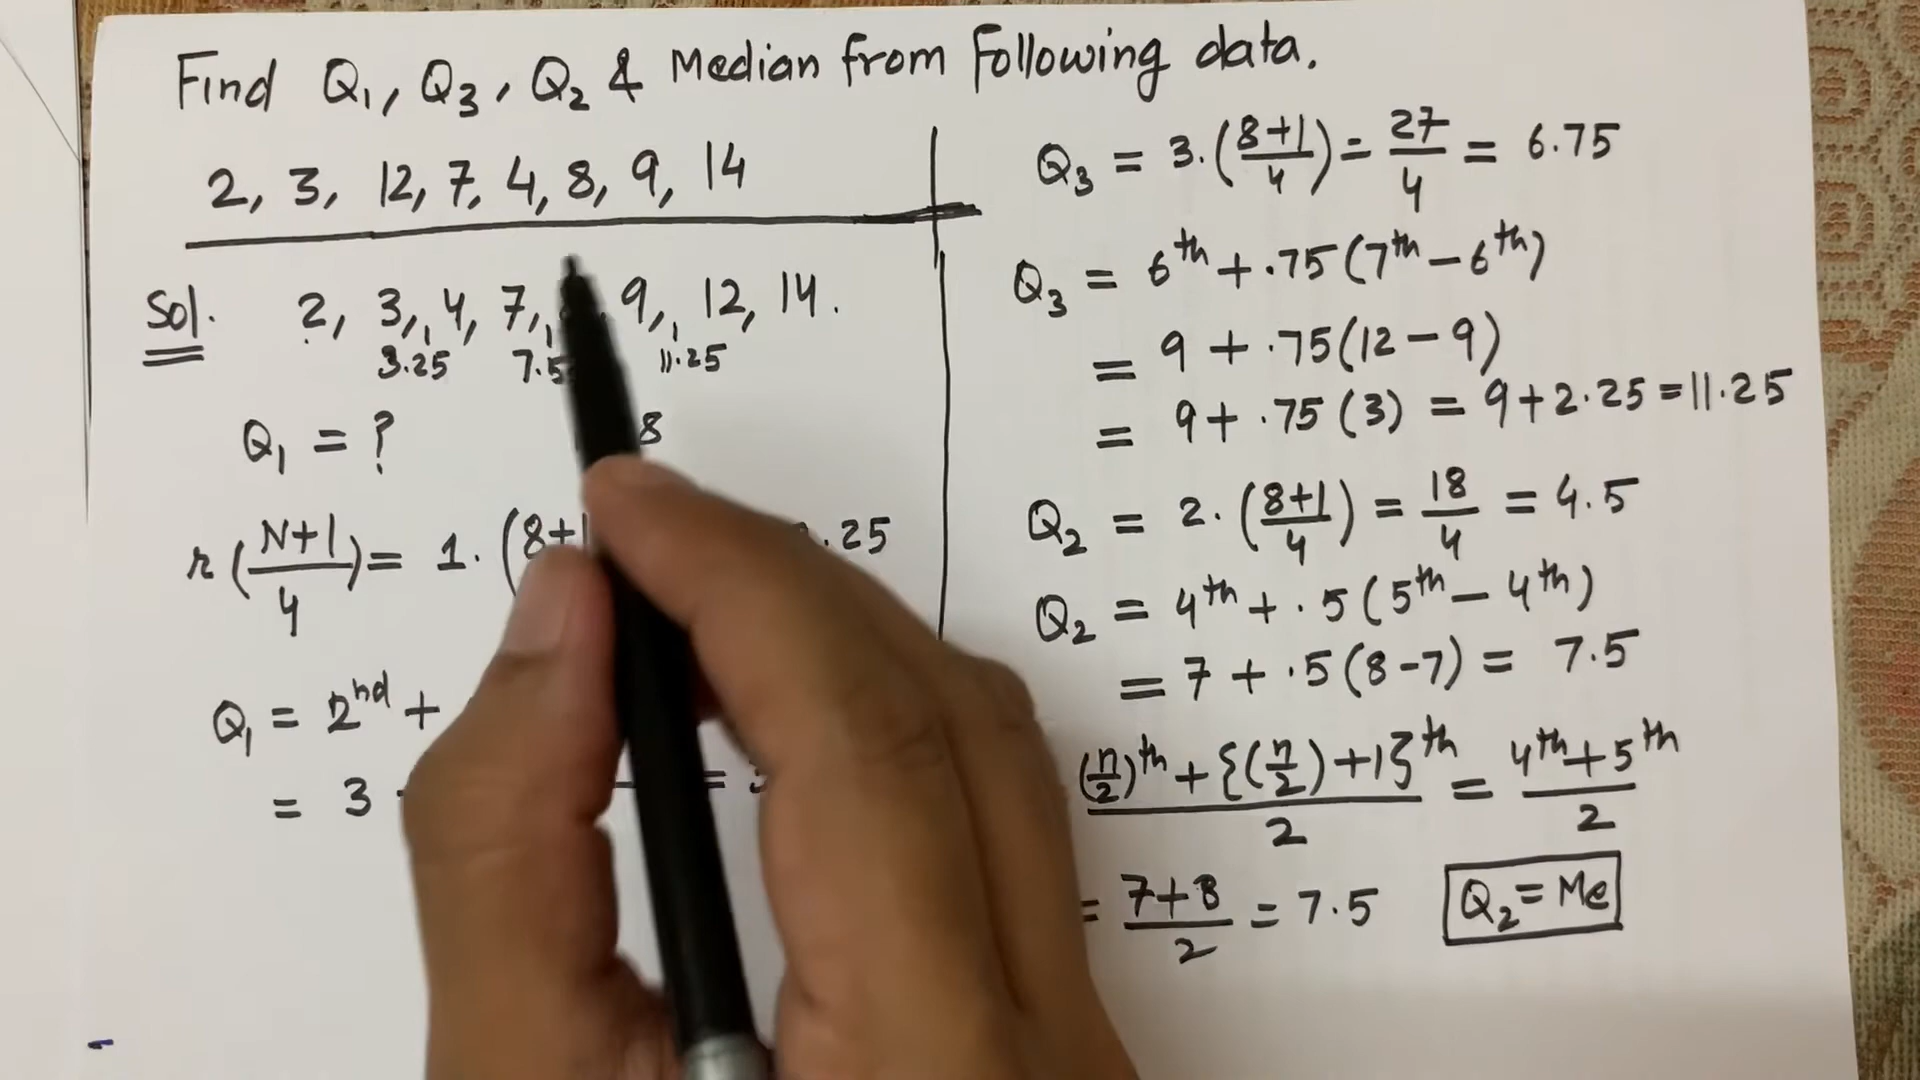 Find Q₁, Q₃, Q₂ & Median from Following data.
2, 3, 12, 7, 4, 8, 9, 14
Sol. 2, 3, 4, 7, 9, 12, 14.
3.25 7.5 11.25
Q₁ = ? 8
r(N+1/4) = 1. (8+1 .25
Q₁ = 2nd +
= 3 =
Q₃ = 3.(8+1/4) = 27/4 = 6.75
Q₃ = 6th + .75(7th – 6th)
= 9 + .75(12 – 9)
= 9 + .75(3) = 9 + 2.25 = 11.25
Q₂ = 2.(8+1/4) = 18/4 = 4.5
Q₂ = 4th + .5(5th – 4th)
= 7 + .5(8-7) = 7.5
(n/2)th + {(n/2)+1}th / 2 = 4th + 5th / 2
= 7+8/2 = 7.5 Q₂ = Me